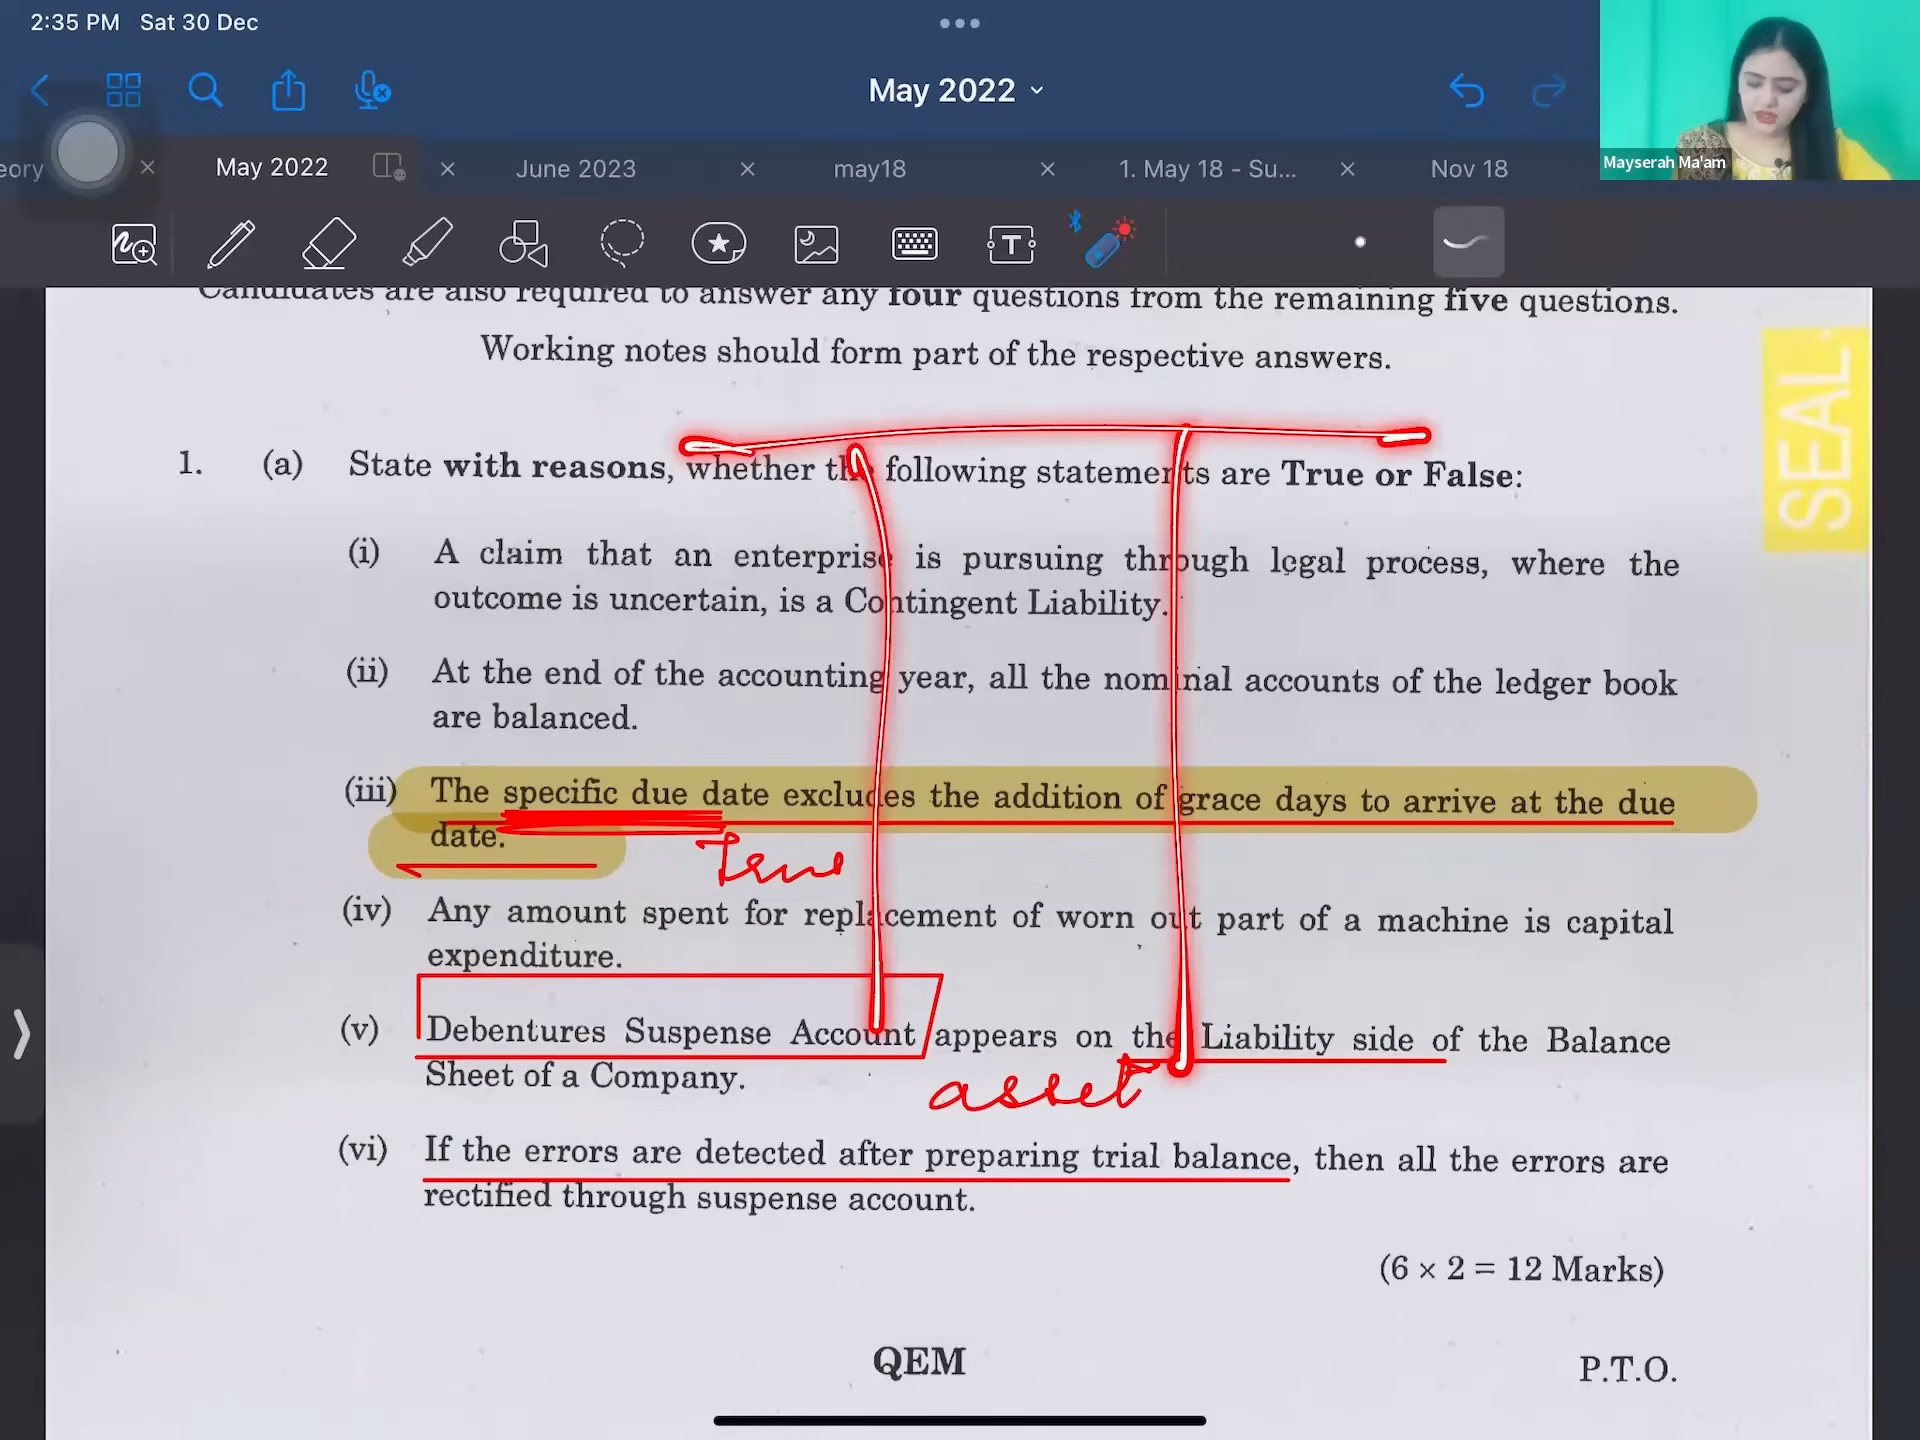 2:35 PM Sat 30 Dec
May 2022
eory
May 2022
June 2023
may18
1. May 18 - Su...
Nov 18
Mayserah Ma'am
T
Candidates are also required to answer any four questions from the remaining five questions.
Working notes should form part of the respective answers.
SEAL
1. (a) State with reasons, whether the following statements are True or False:
(i) A claim that an enterprise is pursuing through legal process, where the
outcome is uncertain, is a Contingent Liability.
(ii) At the end of the accounting year, all the nominal accounts of the ledger book
are balanced.
(iii) The specific due date excludes the addition of grace days to arrive at the due
date.
True
(iv) Any amount spent for replacement of worn out part of a machine is capital
expenditure.
(v) Debentures Suspense Account appears on the Liability side of the Balance
Sheet of a Company.
asset
(vi) If the errors are detected after preparing trial balance, then all the errors are
rectified through suspense account.
(6 × 2 = 12 Marks)
QEM
P.T.O.